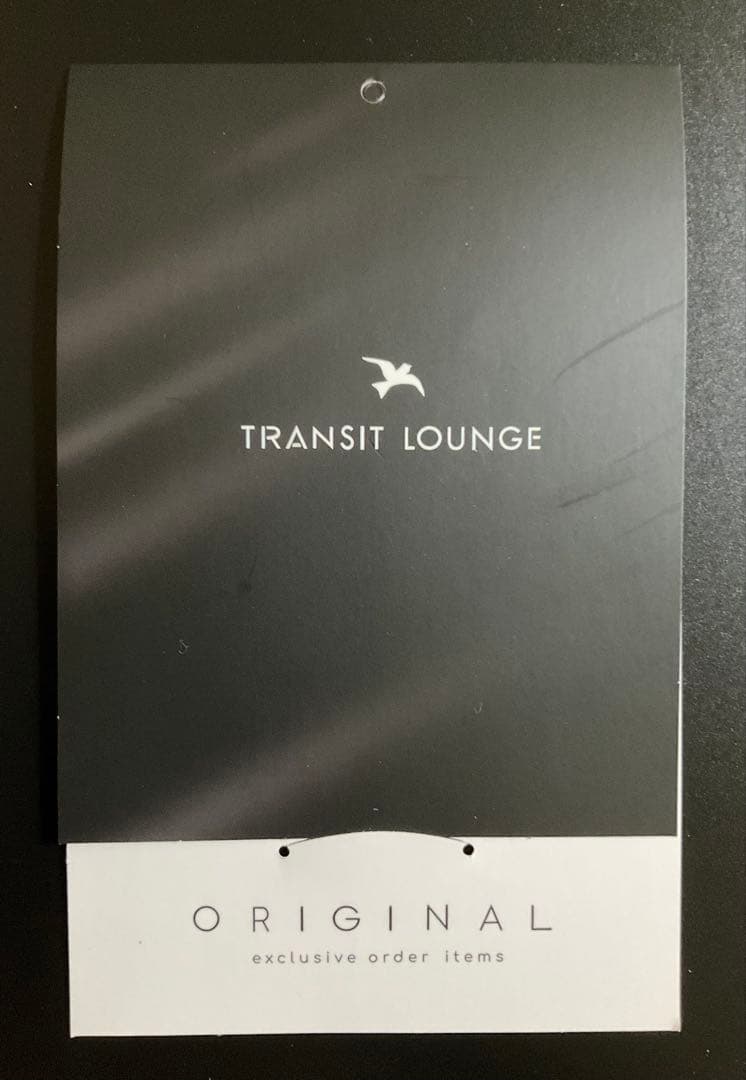 TRANSIT LOUNGE
ORIGINAL
exclusive order items